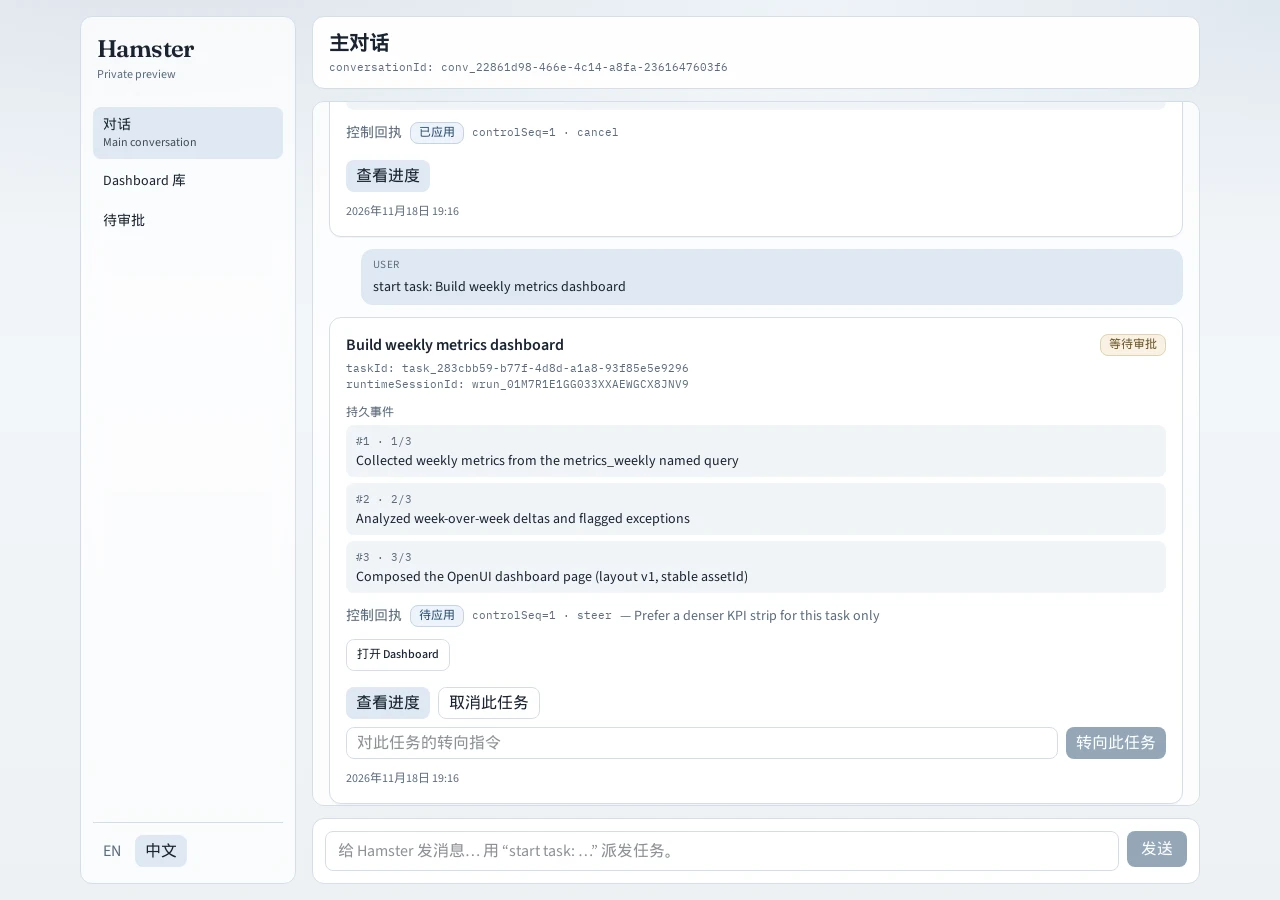 Hamster
Private preview
对话
Main conversation
Dashboard 库
待审批
EN
中文
主对话
conversationId: conv_22861d98-466e-4c14-a8fa-2361647603f6
控制回执 已应用 controlSeq=1 · cancel
查看进度
2026年11月18日 19:16
USER
start task: Build weekly metrics dashboard
Build weekly metrics dashboard 等待审批
taskId: task_283cbb59-b77f-4d8d-a1a8-93f85e5e9296
runtimeSessionId: wrun_01M7R1E1GG033XXAEWGCX8JNV9
持久事件
#1 · 1/3
Collected weekly metrics from the metrics_weekly named query
#2 · 2/3
Analyzed week-over-week deltas and flagged exceptions
#3 · 3/3
Composed the OpenUI dashboard page (layout v1, stable assetId)
控制回执 待应用 controlSeq=1 · steer — Prefer a denser KPI strip for this task only
打开 Dashboard
查看进度 取消此任务
对此任务的转向指令 转向此任务
2026年11月18日 19:16
给 Hamster 发消息… 用 “start task: …” 派发任务。 发送